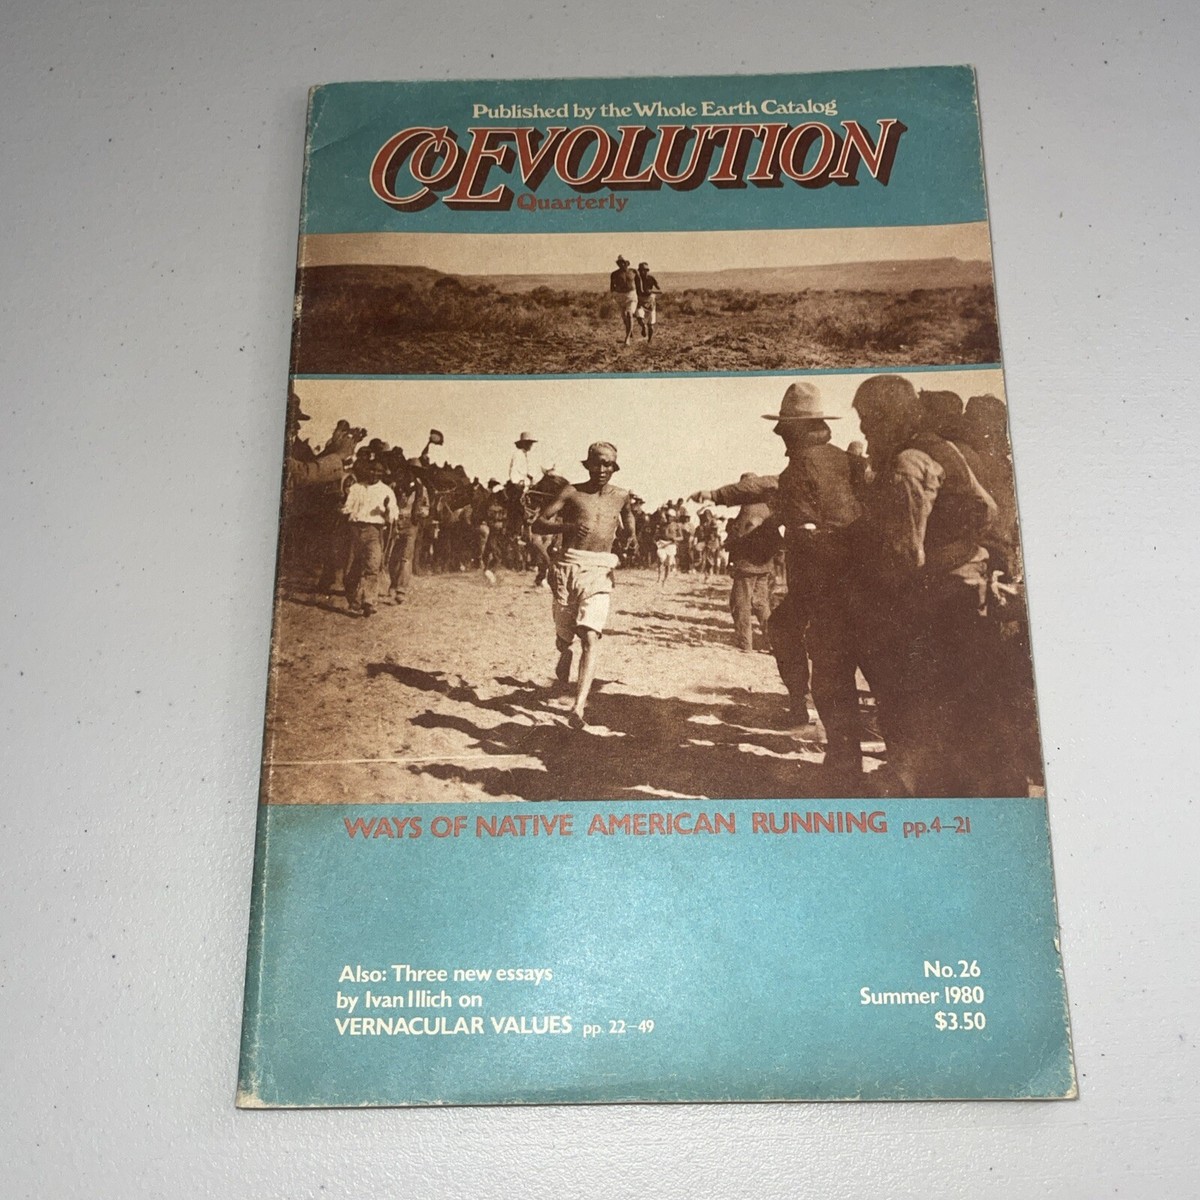 Published by the Whole Earth Catalog
CoEVOLUTION
Quarterly
WAYS OF NATIVE AMERICAN RUNNING pp.4–21
Also: Three new essays
by Ivan Illich on
VERNACULAR VALUES pp. 22–49
No.26
Summer 1980
$3.50